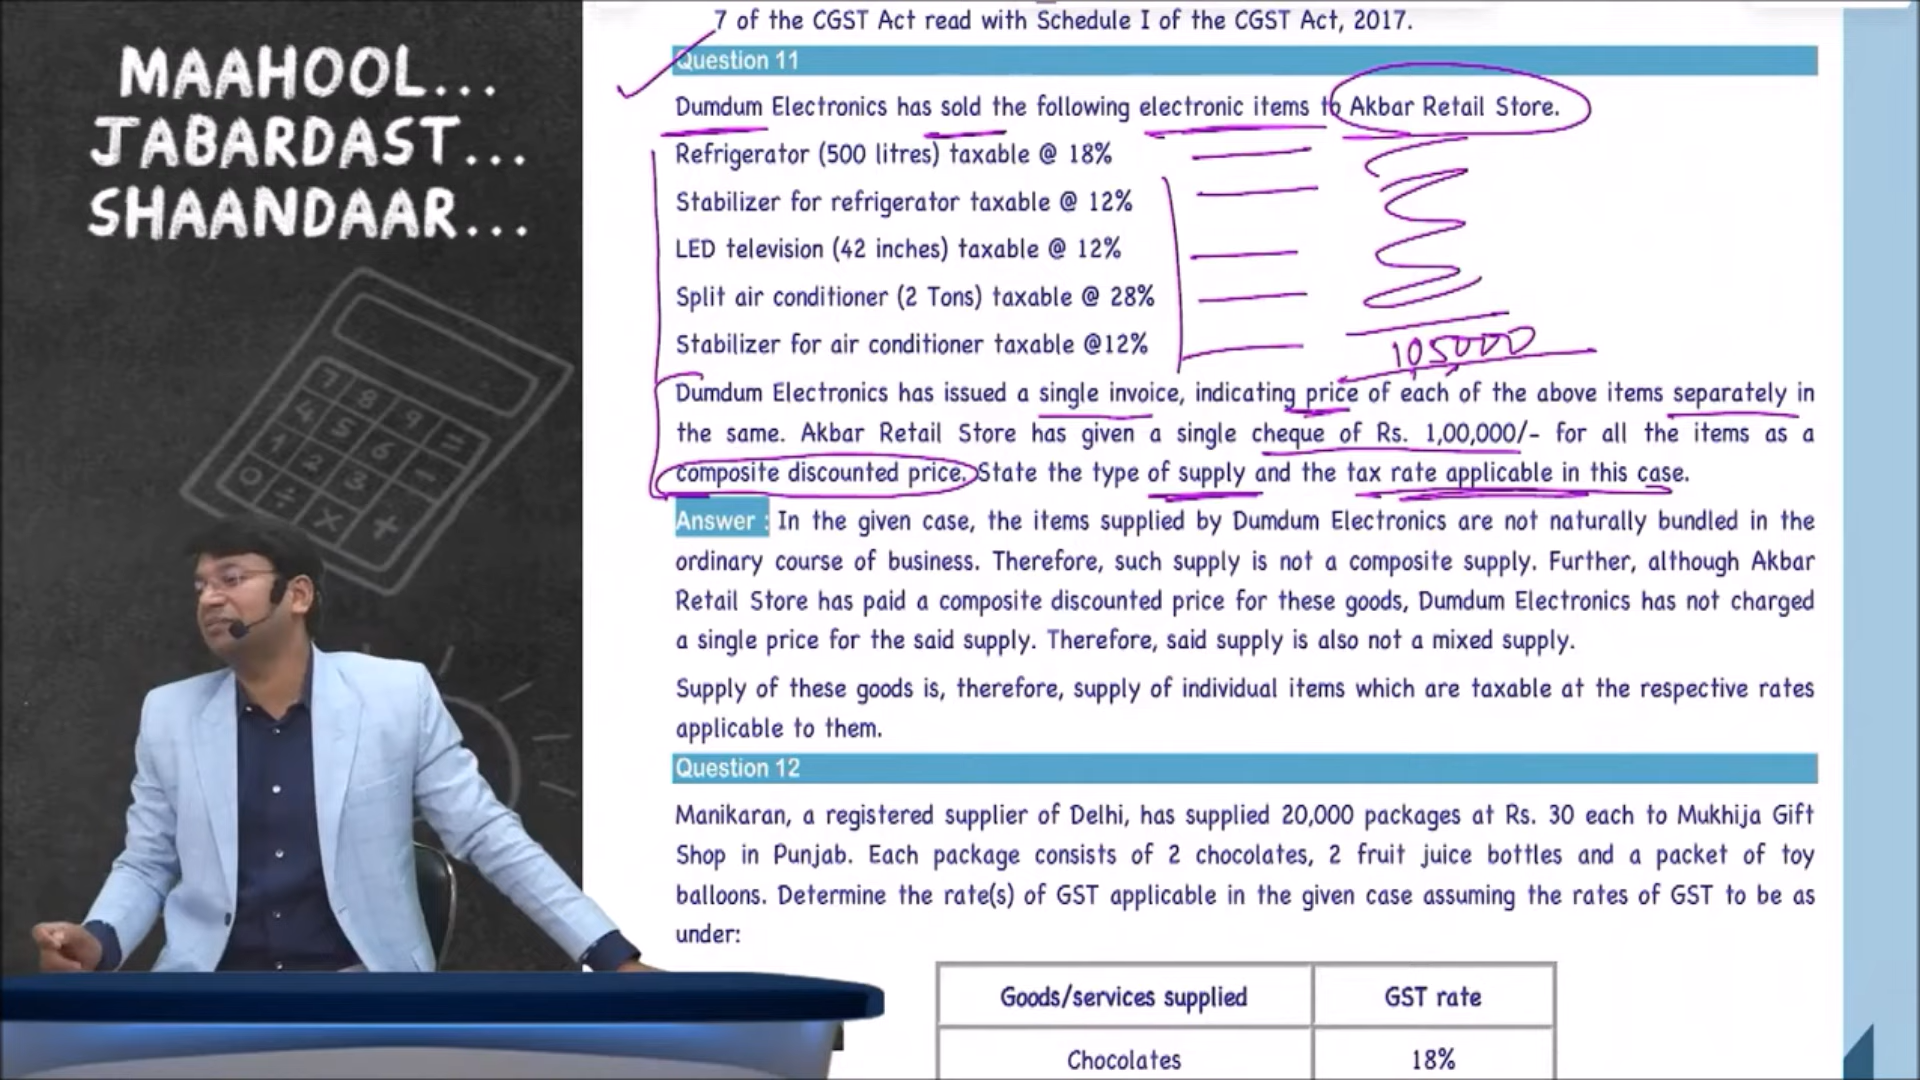 MAAHOOL...
JABARDAST...
SHAANDAAR...
7 8 9 =
4 5 6 -
1 2 3
0 ÷ × +
7 of the CGST Act read with Schedule I of the CGST Act, 2017.
Question 11
Dumdum Electronics has sold the following electronic items to Akbar Retail Store.
Refrigerator (500 litres) taxable @ 18%
Stabilizer for refrigerator taxable @ 12%
LED television (42 inches) taxable @ 12%
Split air conditioner (2 Tons) taxable @ 28%
Stabilizer for air conditioner taxable @12%
105000
Dumdum Electronics has issued a single invoice, indicating price of each of the above items separately in
the same. Akbar Retail Store has given a single cheque of Rs. 1,00,000/- for all the items as a
composite discounted price. State the type of supply and the tax rate applicable in this case.
Answer : In the given case, the items supplied by Dumdum Electronics are not naturally bundled in the
ordinary course of business. Therefore, such supply is not a composite supply. Further, although Akbar
Retail Store has paid a composite discounted price for these goods, Dumdum Electronics has not charged
a single price for the said supply. Therefore, said supply is also not a mixed supply.
Supply of these goods is, therefore, supply of individual items which are taxable at the respective rates
applicable to them.
Question 12
Manikaran, a registered supplier of Delhi, has supplied 20,000 packages at Rs. 30 each to Mukhija Gift
Shop in Punjab. Each package consists of 2 chocolates, 2 fruit juice bottles and a packet of toy
balloons. Determine the rate(s) of GST applicable in the given case assuming the rates of GST to be as
under:
Goods/services supplied GST rate
Chocolates 18%